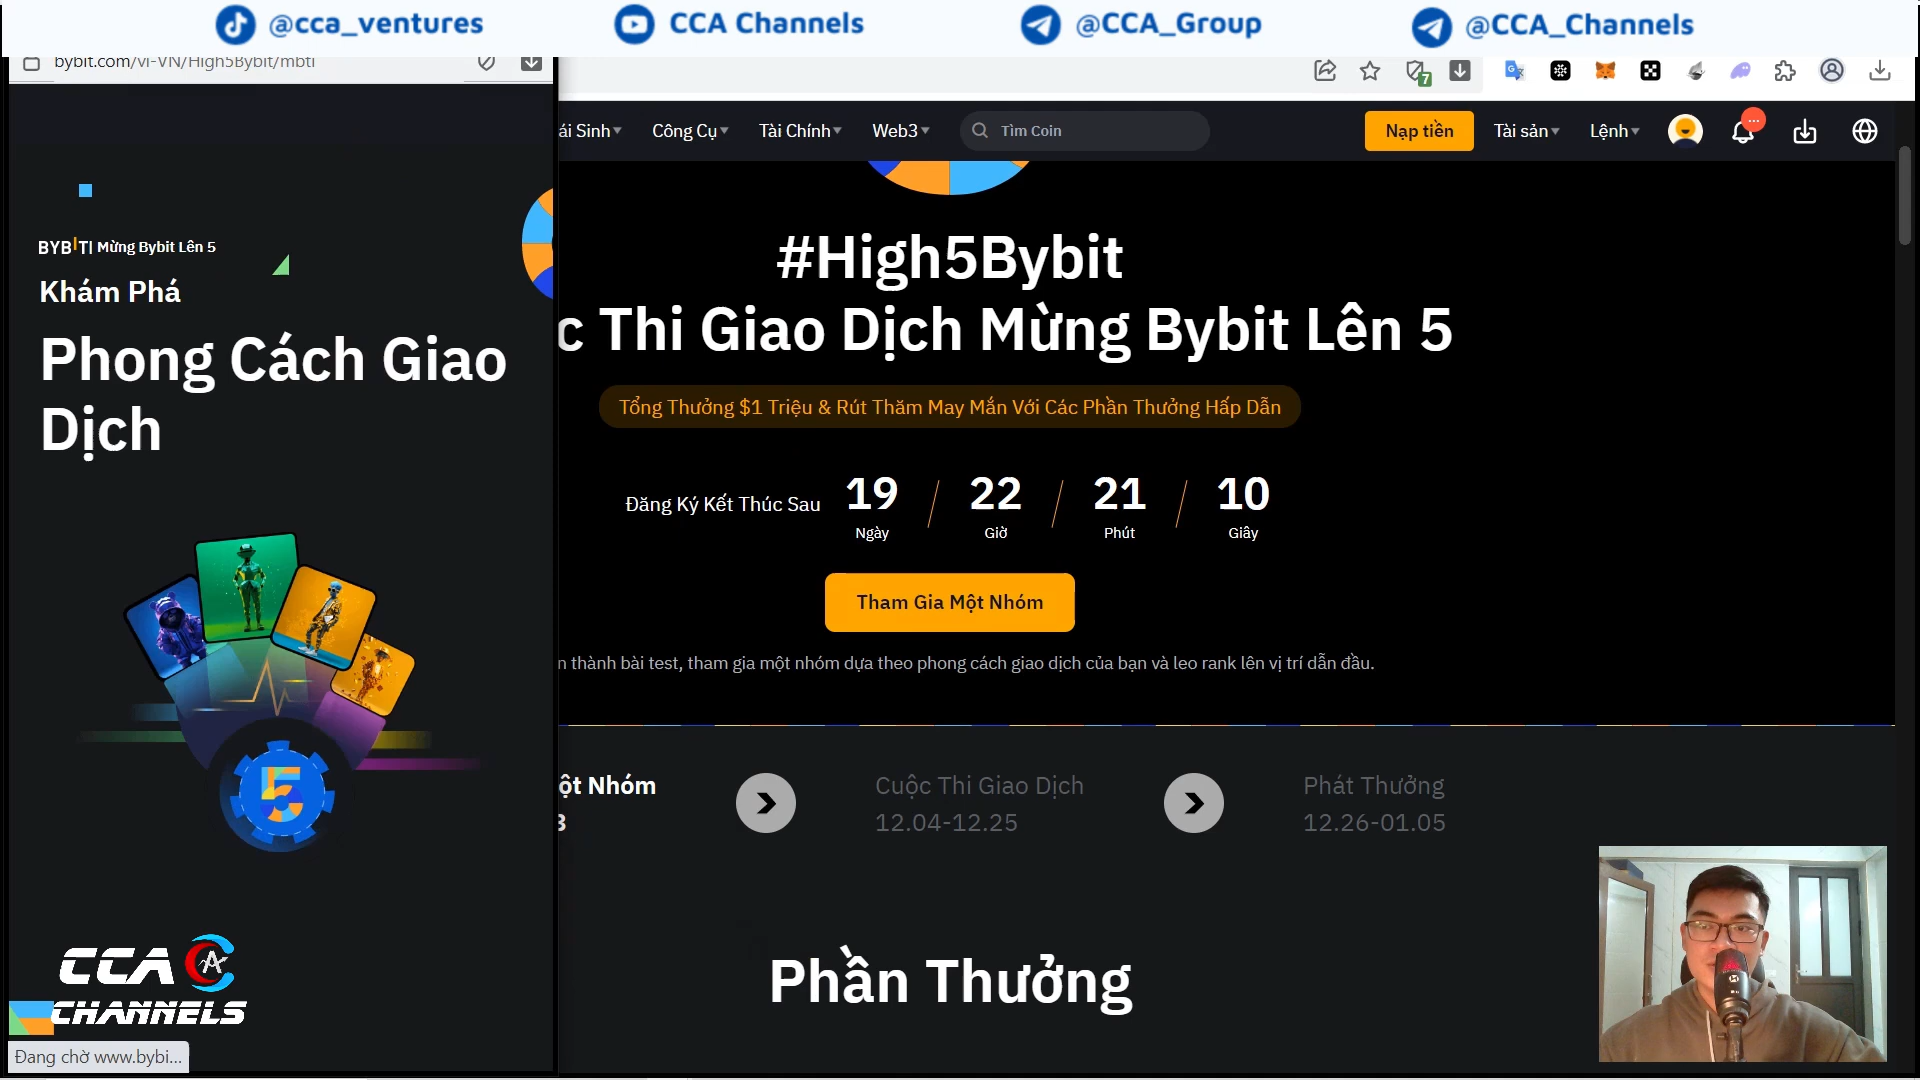 @cca_ventures
CCA Channels
@CCA_Group
@CCA_Channels
bybit.com/vi-VN/High5Bybit/mbti
7
ái Sinh
Công Cụ
Tài Chính
Web3
Tìm Coin
Nạp tiền
Tài sản
Lệnh
BYBIT Mừng Bybit Lên 5
Khám Phá
Phong Cách Giao
Dịch
5
#High5Bybit
c Thi Giao Dịch Mừng Bybit Lên 5
Tổng Thưởng $1 Triệu & Rút Thăm May Mắn Với Các Phần Thưởng Hấp Dẫn
Đăng Ký Kết Thúc Sau
19 / 22 / 21 / 10
Ngày Giờ Phút Giây
Tham Gia Một Nhóm
n thành bài test, tham gia một nhóm dựa theo phong cách giao dịch của bạn và leo rank lên vị trí dẫn đầu.
ột Nhóm
3
Cuộc Thi Giao Dịch
12.04-12.25
Phát Thưởng
12.26-01.05
Phần Thưởng
CCA
CHANNELS
Đang chờ www.bybi...